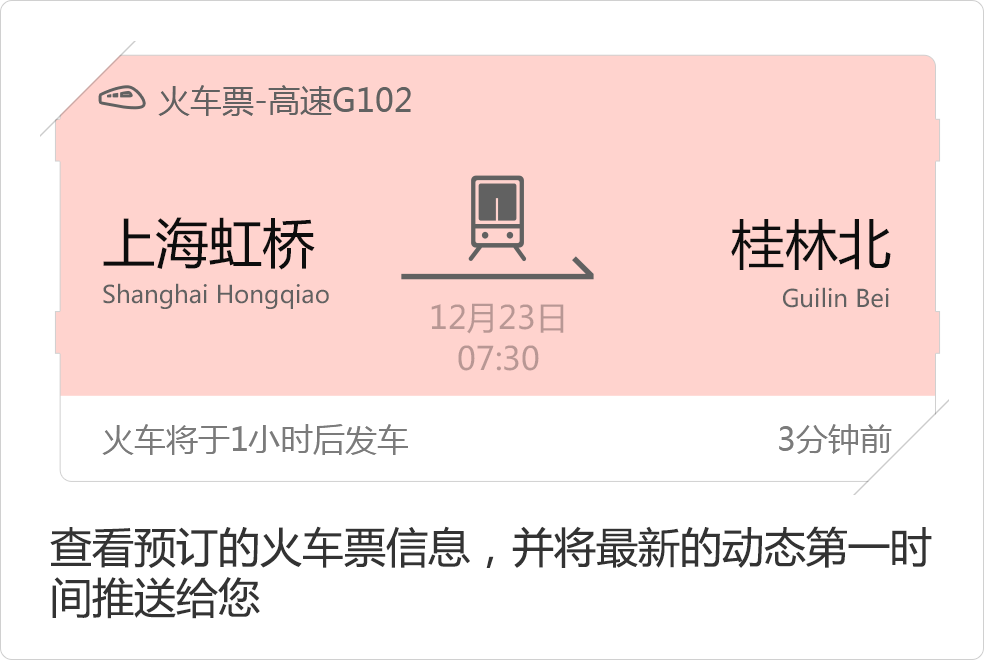 火车票-高速G102
上海虹桥
桂林北
Shanghai Hongqiao
Guilin Bei
12月23日
07:30
火车将于1小时后发车
3分钟前
查看预订的火车票信息，并将最新的动态第一时
间推送给您